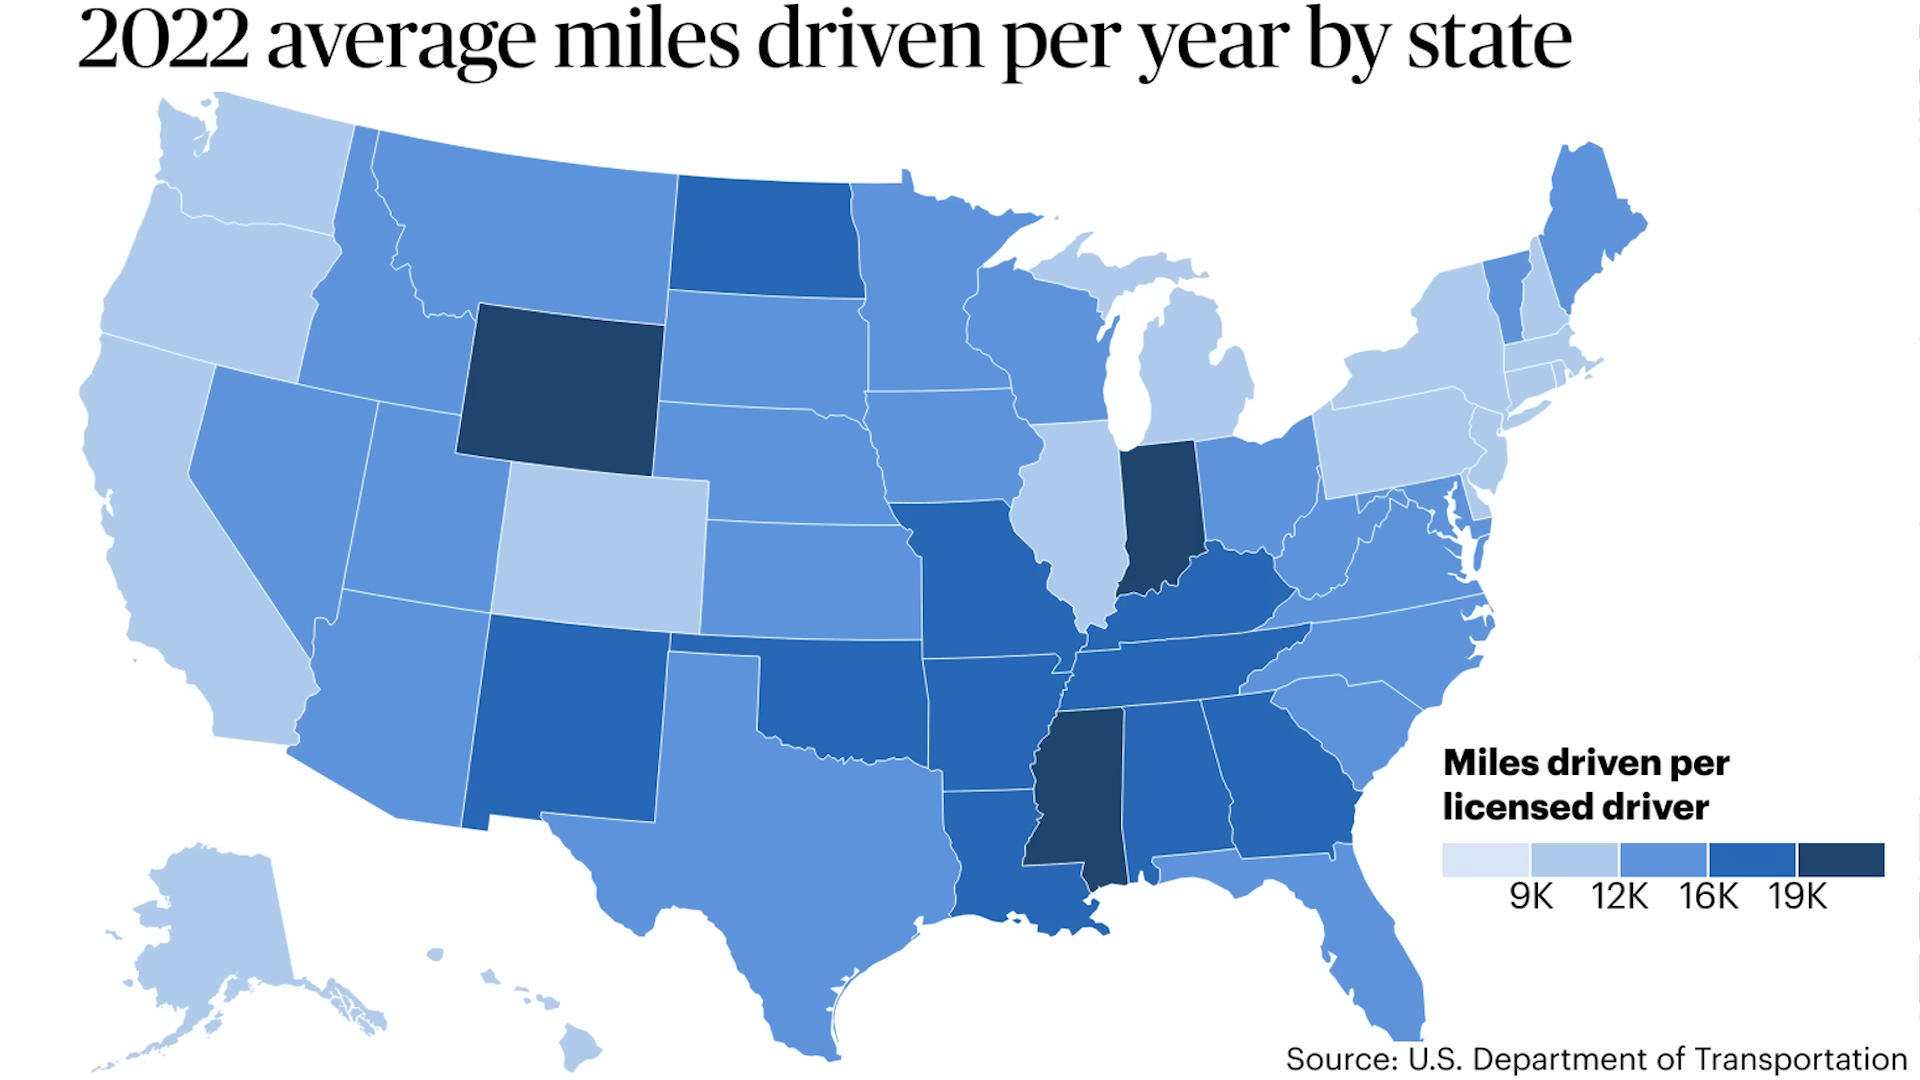 2022 average miles driven per year by state
Miles driven per
licensed driver
9K 12K 16K 19K
Source: U.S. Department of Transportation